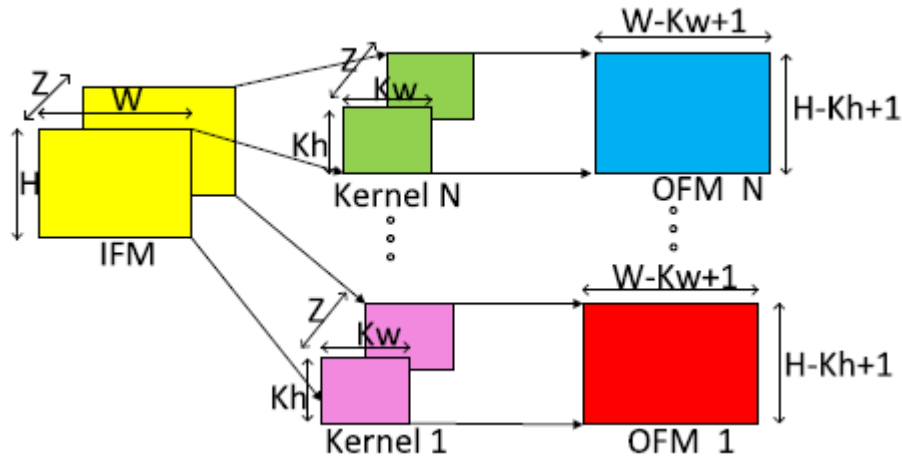 W-Kw+1
Z
Kw
Z
W
Kh
H-Kh+1
H
Kernel N
OFM N
IFM
W-Kw+1
Z
Kw
Kh
H-Kh+1
Kernel 1
OFM 1